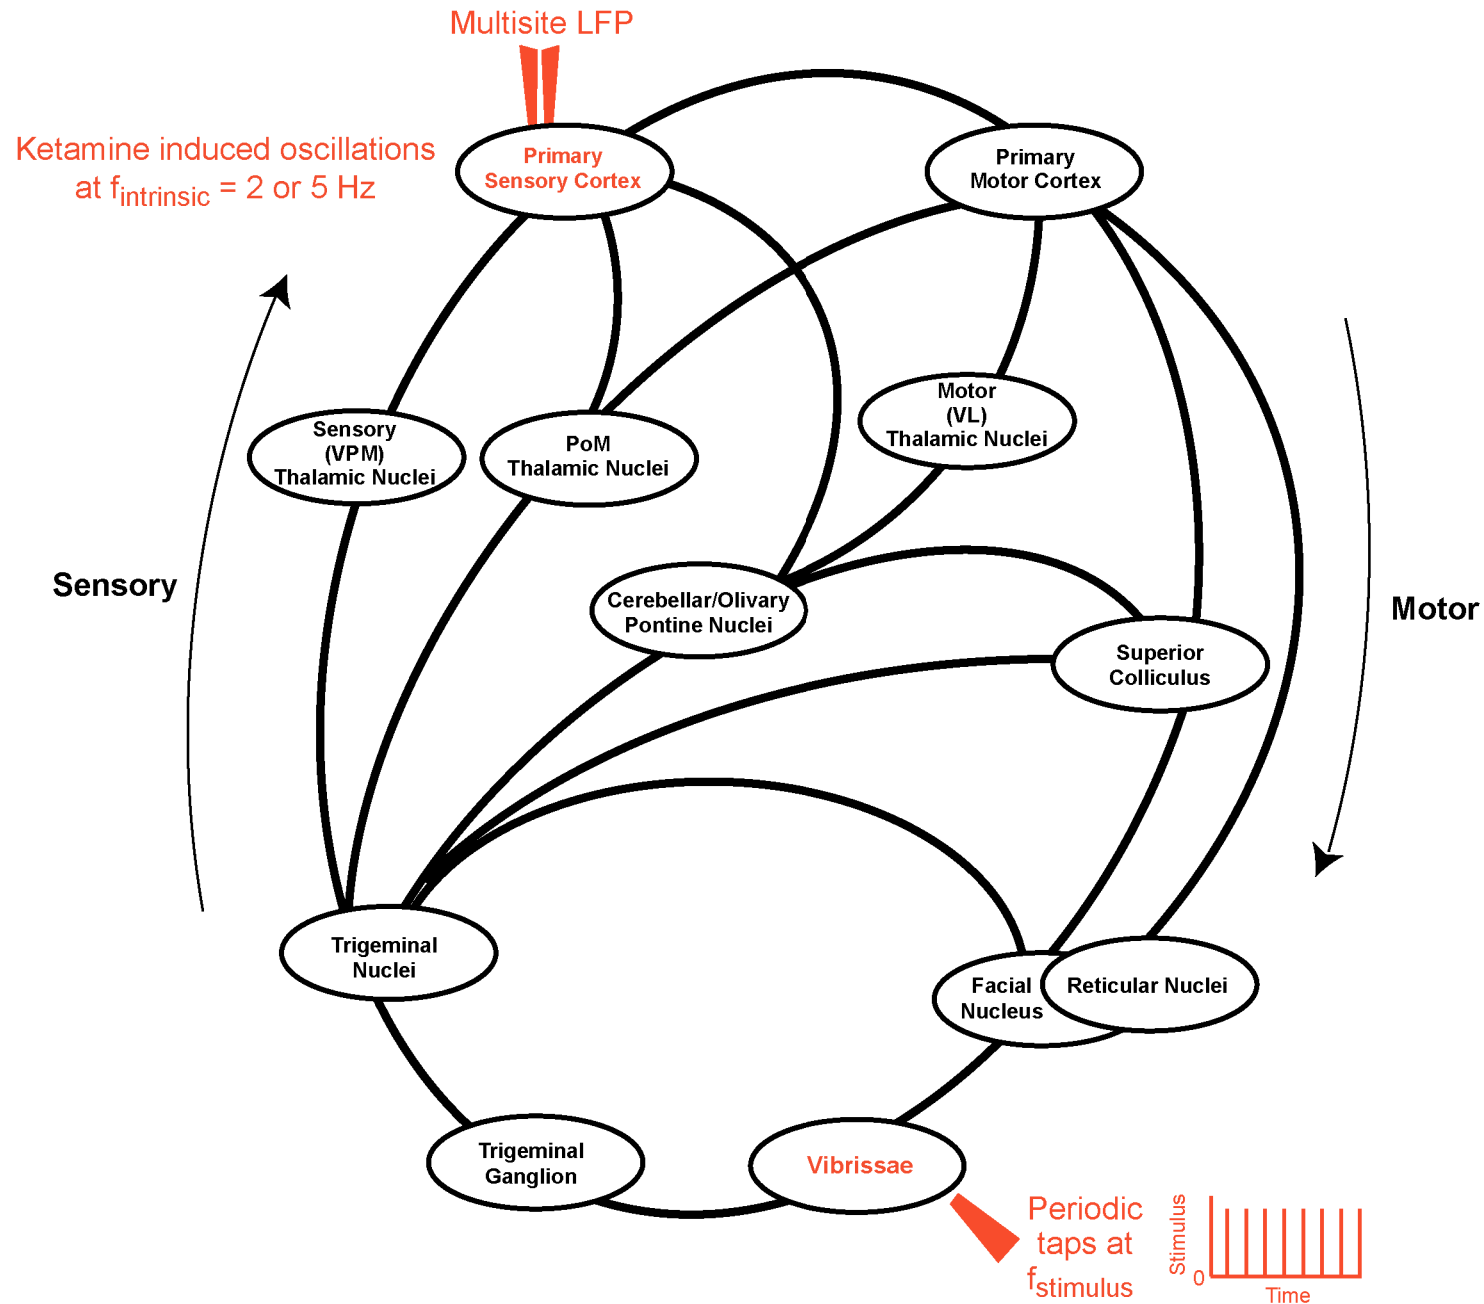 Multisite LFP
Ketamine induced oscillations
at fintrinsic = 2 or 5 Hz
Primary
Sensory Cortex
Primary
Motor Cortex
Sensory
(VPM)
Thalamic Nuclei
PoM
Thalamic Nuclei
Motor
(VL)
Thalamic Nuclei
Sensory
Cerebellar/Olivary
Pontine Nuclei
Motor
Superior
Colliculus
Trigeminal
Nuclei
Facial
Nucleus
Reticular Nuclei
Trigeminal
Ganglion
Vibrissae
Periodic
taps at
fstimulus
Stimulus
0
Time